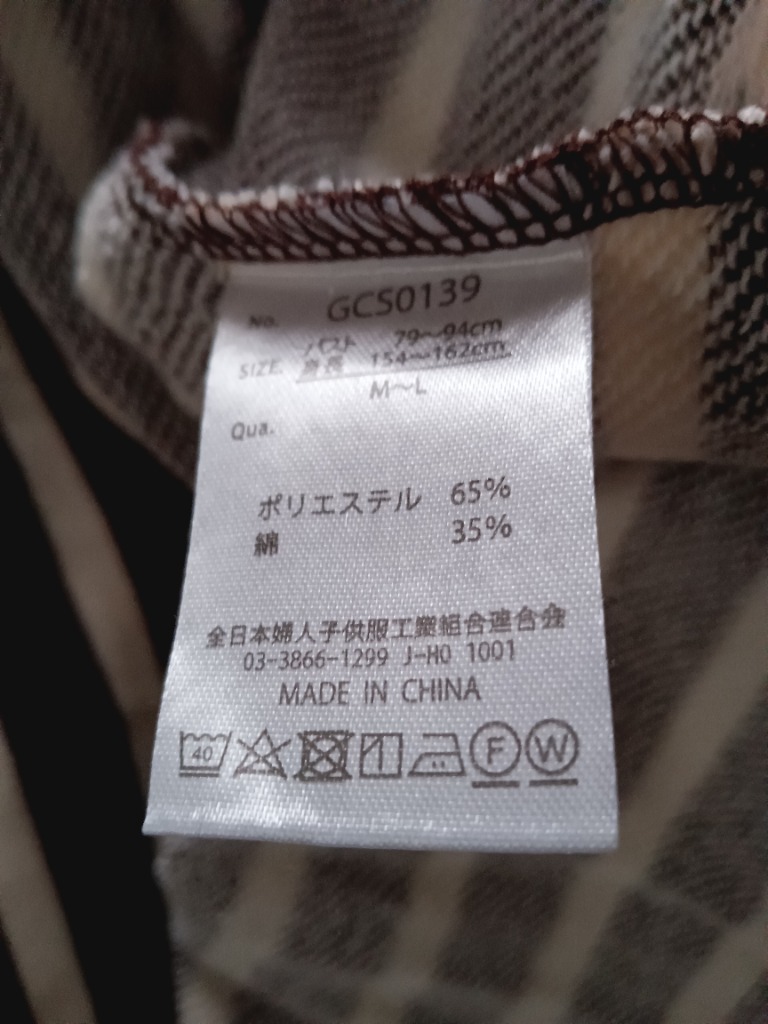 No. GCS0139
SIZE. バスト 79〜94cm
身長 154〜162cm
M〜L
Qua.
ポリエステル 65%
綿 35%
全日本婦人子供服工業組合連合会
03-3866-1299 J-HO 1001
MADE IN CHINA
40 F W